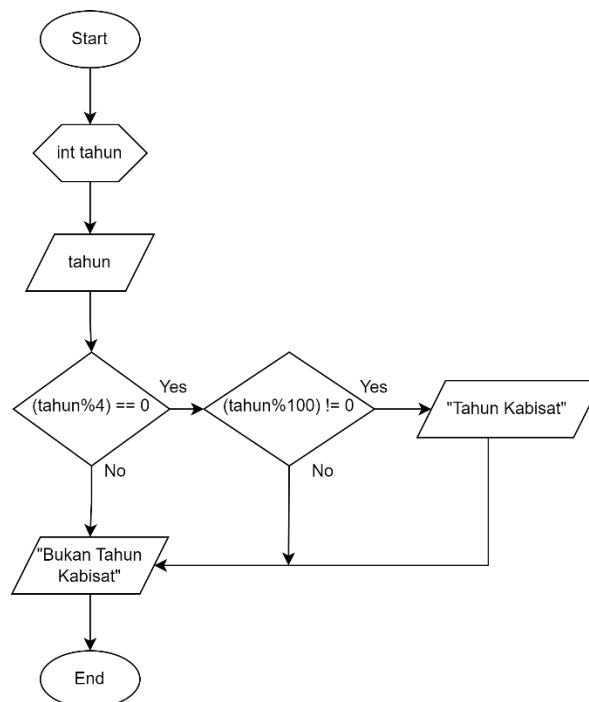 Start
int tahun
tahun
(tahun%4) == 0
Yes
(tahun%100) != 0
Yes
"Tahun Kabisat"
No
No
"Bukan Tahun
Kabisat"
End